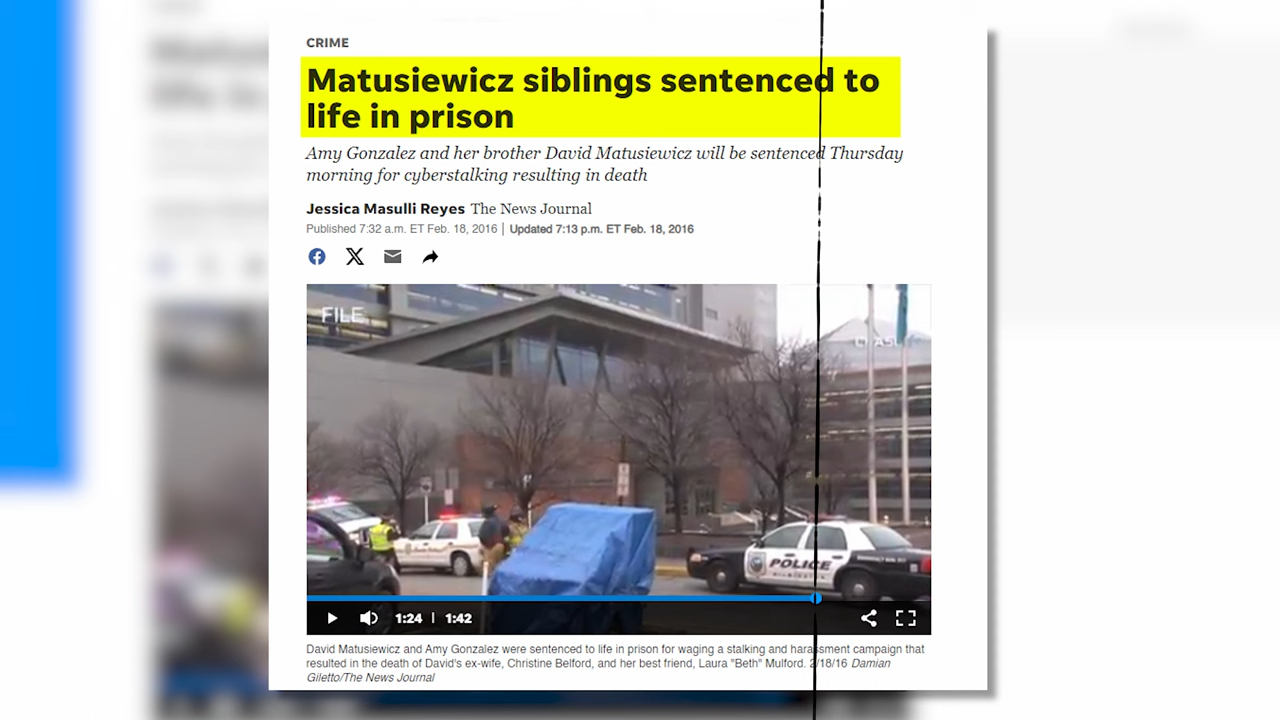 CRIME
Matusiewicz siblings sentenced to
life in prison
Amy Gonzalez and her brother David Matusiewicz will be sentenced Thursday
morning for cyberstalking resulting in death
Jessica Masulli Reyes The News Journal
Published 7:32 a.m. ET Feb. 18, 2016 | Updated 7:13 p.m. ET Feb. 18, 2016
FILE
POLICE
1:24 | 1:42
David Matusiewicz and Amy Gonzalez were sentenced to life in prison for waging a stalking and harassment campaign that
resulted in the death of David's ex-wife, Christine Belford, and her best friend, Laura "Beth" Mulford. 2/18/16 Damian
Giletto/The News Journal